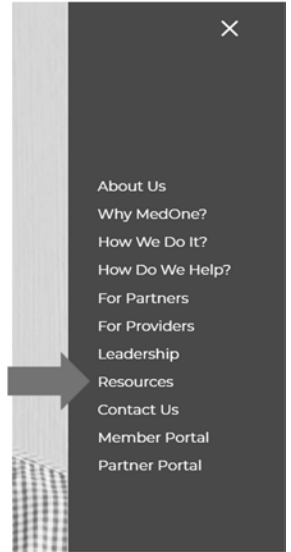 About Us
Why MedOne?
How We Do It?
How Do We Help?
For Partners
For Providers
Leadership
Resources
Contact Us
Member Portal
Partner Portal